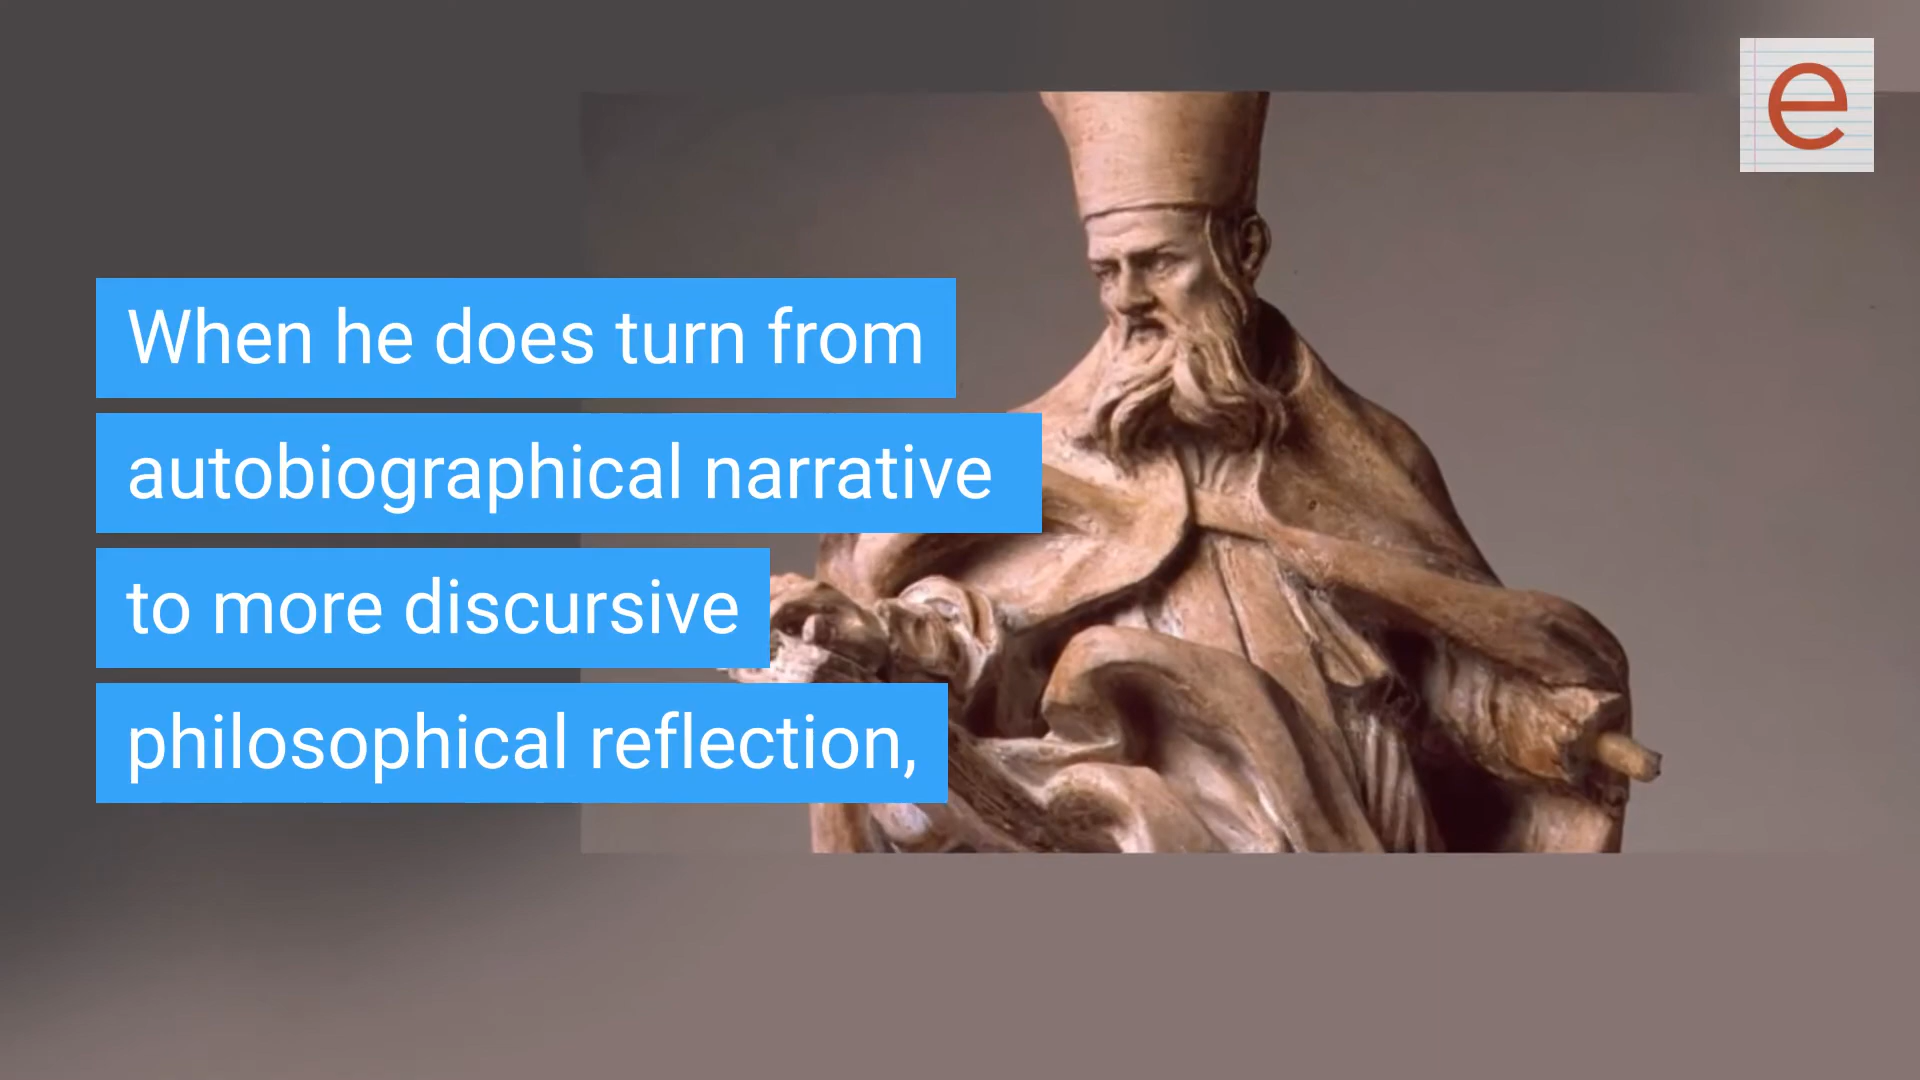 e
When he does turn from
autobiographical narrative
to more discursive
philosophical reflection,